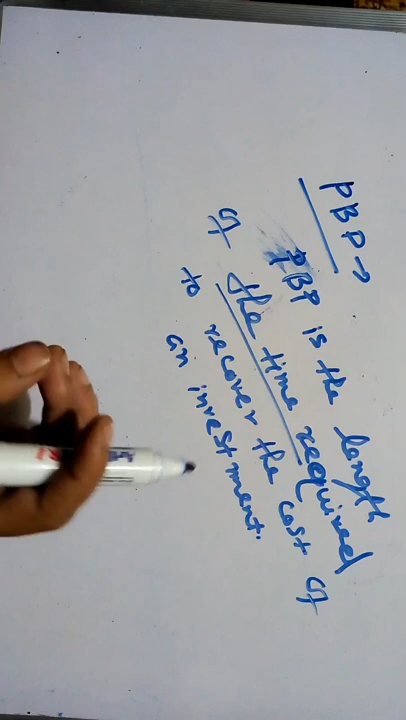 PBP →
PBP is the length
of the time required
to recover the cost of
an investment.